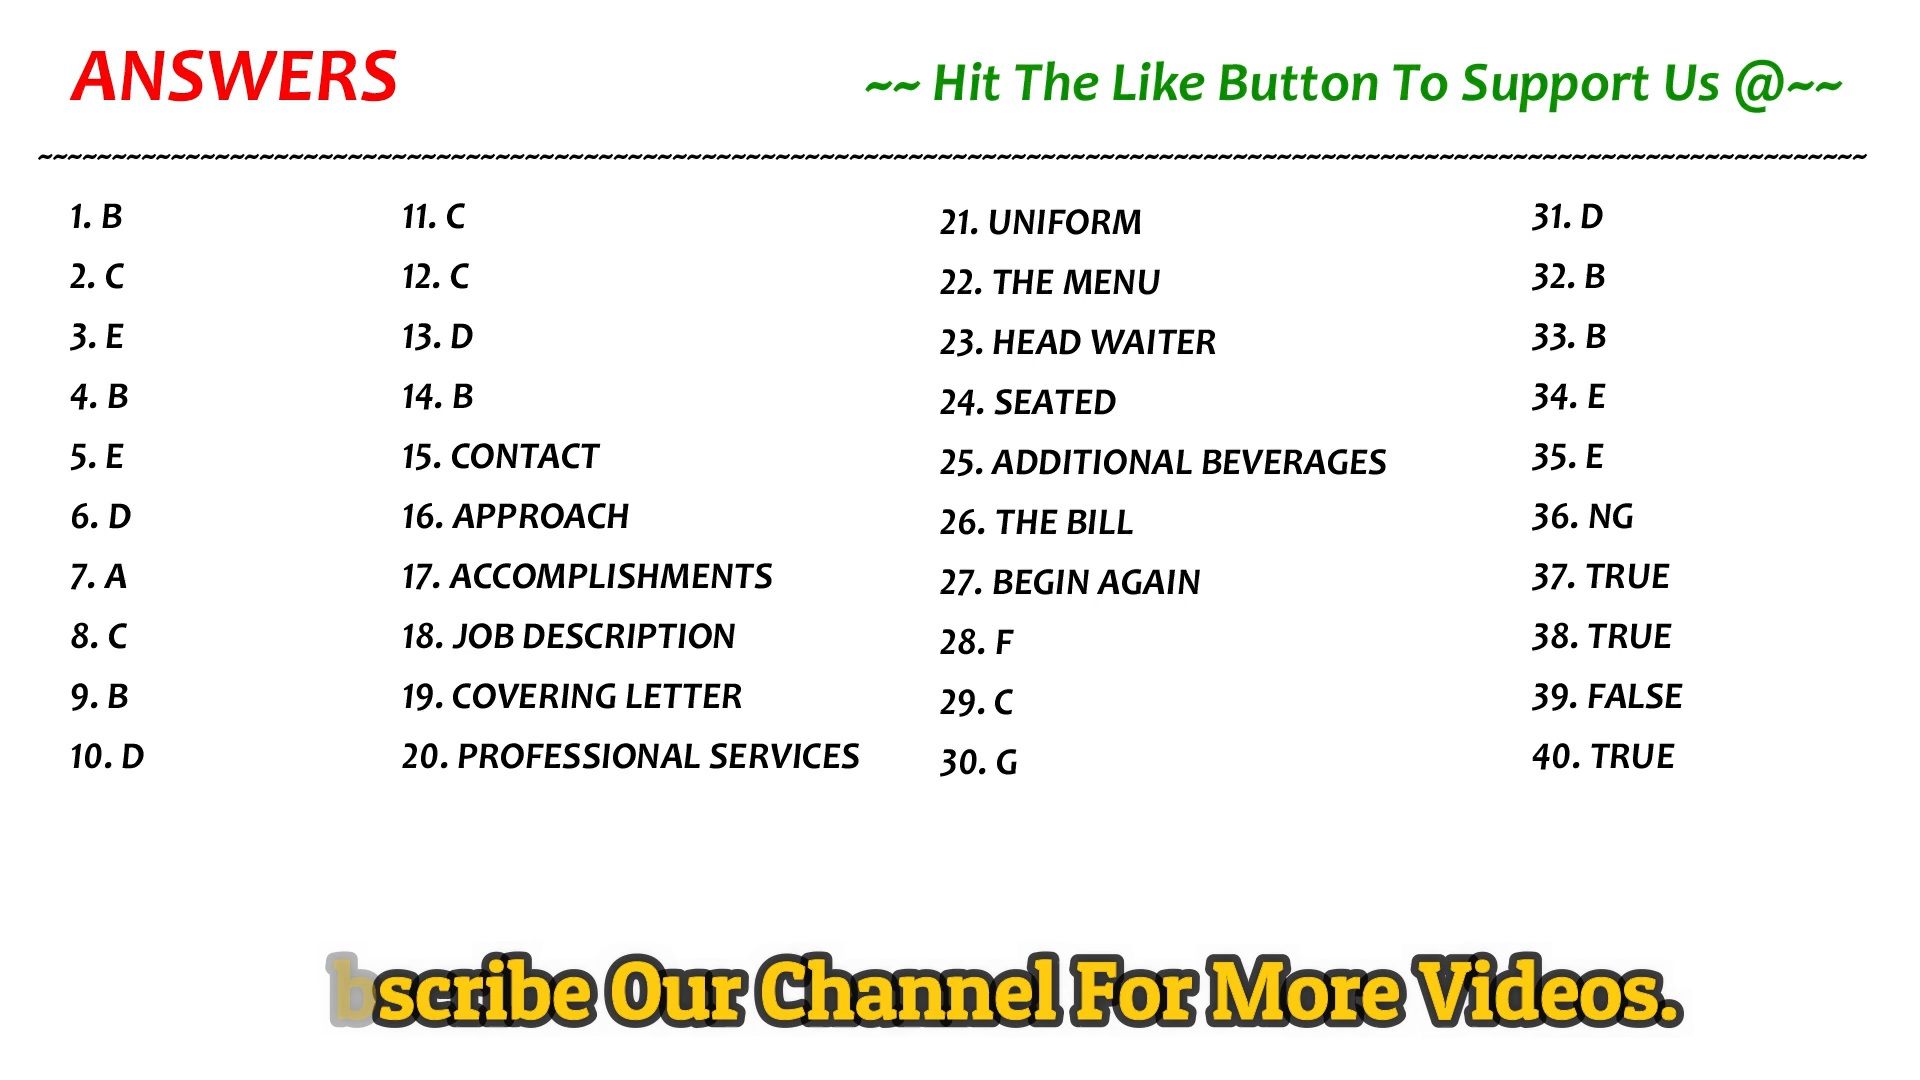 ANSWERS
~~ Hit The Like Button To Support Us @~~
1. B
2. C
3. E
4. B
5. E
6. D
7. A
8. C
9. B
10. D
11. C
12. C
13. D
14. B
15. CONTACT
16. APPROACH
17. ACCOMPLISHMENTS
18. JOB DESCRIPTION
19. COVERING LETTER
20. PROFESSIONAL SERVICES
21. UNIFORM
22. THE MENU
23. HEAD WAITER
24. SEATED
25. ADDITIONAL BEVERAGES
26. THE BILL
27. BEGIN AGAIN
28. F
29. C
30. G
31. D
32. B
33. B
34. E
35. E
36. NG
37. TRUE
38. TRUE
39. FALSE
40. TRUE
bscribe Our Channel For More Videos.